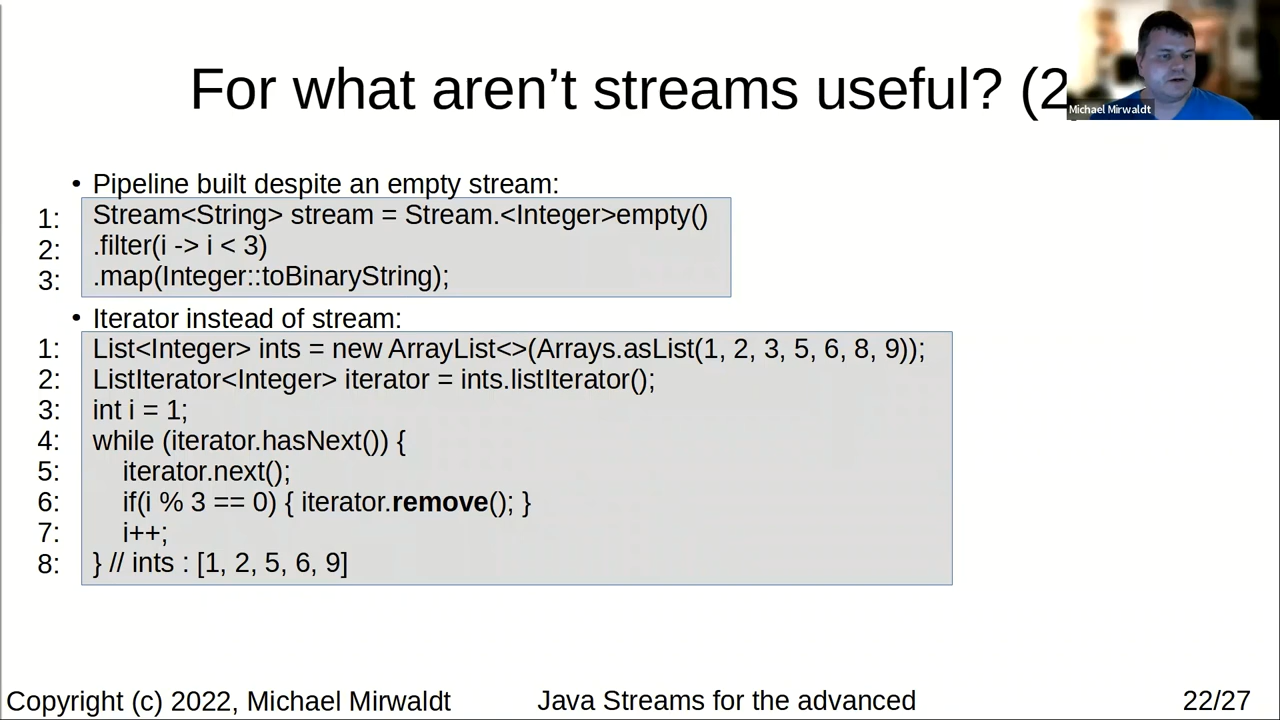 For what aren't streams useful? (2
Michael Mirwaldt
• Pipeline built despite an empty stream:
1: Stream<String> stream = Stream.<Integer>empty()
2: .filter(i -> i < 3)
3: .map(Integer::toBinaryString);
• Iterator instead of stream:
1: List<Integer> ints = new ArrayList<>(Arrays.asList(1, 2, 3, 5, 6, 8, 9));
2: ListIterator<Integer> iterator = ints.listIterator();
3: int i = 1;
4: while (iterator.hasNext()) {
5: iterator.next();
6: if(i % 3 == 0) { iterator.remove(); }
7: i++;
8: } // ints : [1, 2, 5, 6, 9]
Copyright (c) 2022, Michael Mirwaldt Java Streams for the advanced 22/27